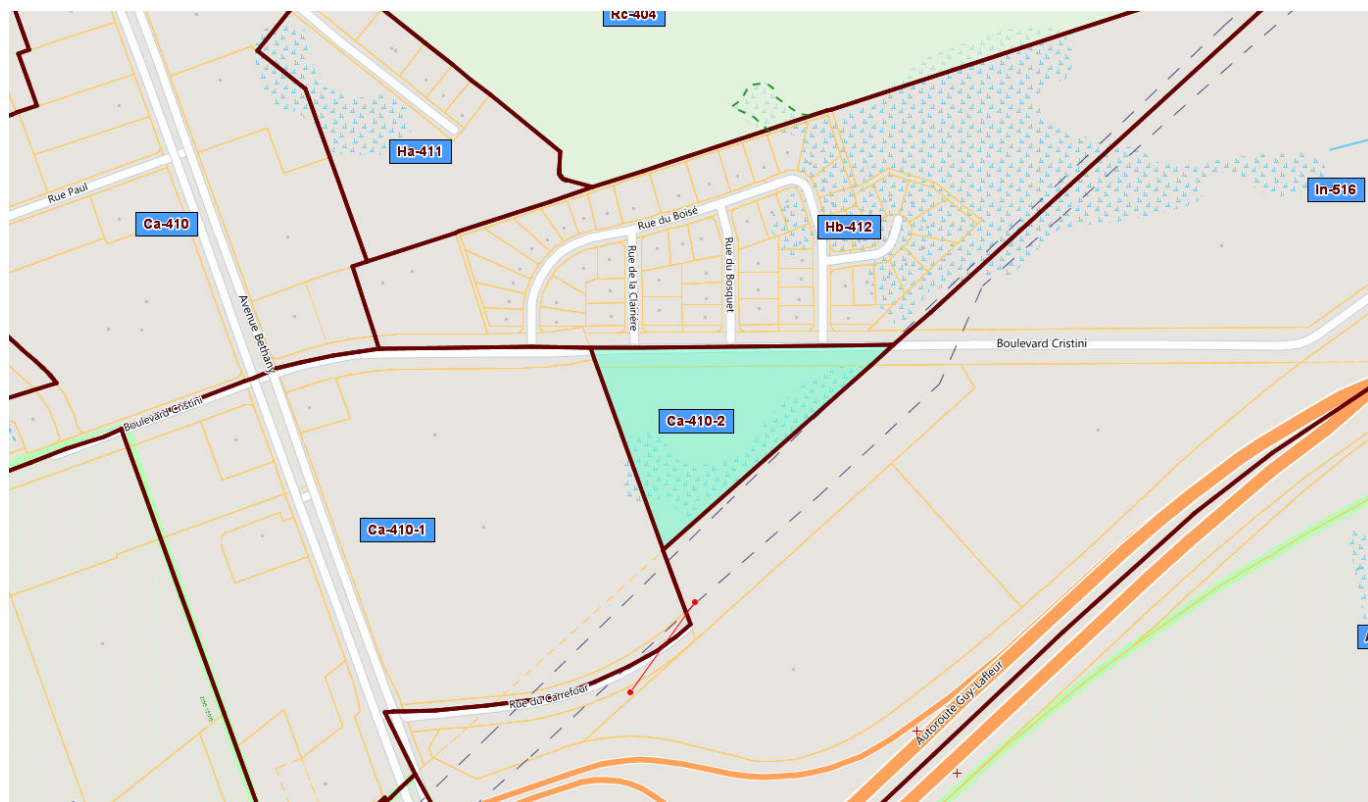 Rc-404
Ha-411
In-516
Rue Paul
Ca-410
Rue du Boisé
Hb-412
Rue de la Clairière
Rue du Bosquet
Avenue Bethany
Boulevard Cristini
Boulevard Cristini
Ca-410-2
Ca-410-1
Rue du Carrefour
Autoroute Guy-Lafleur